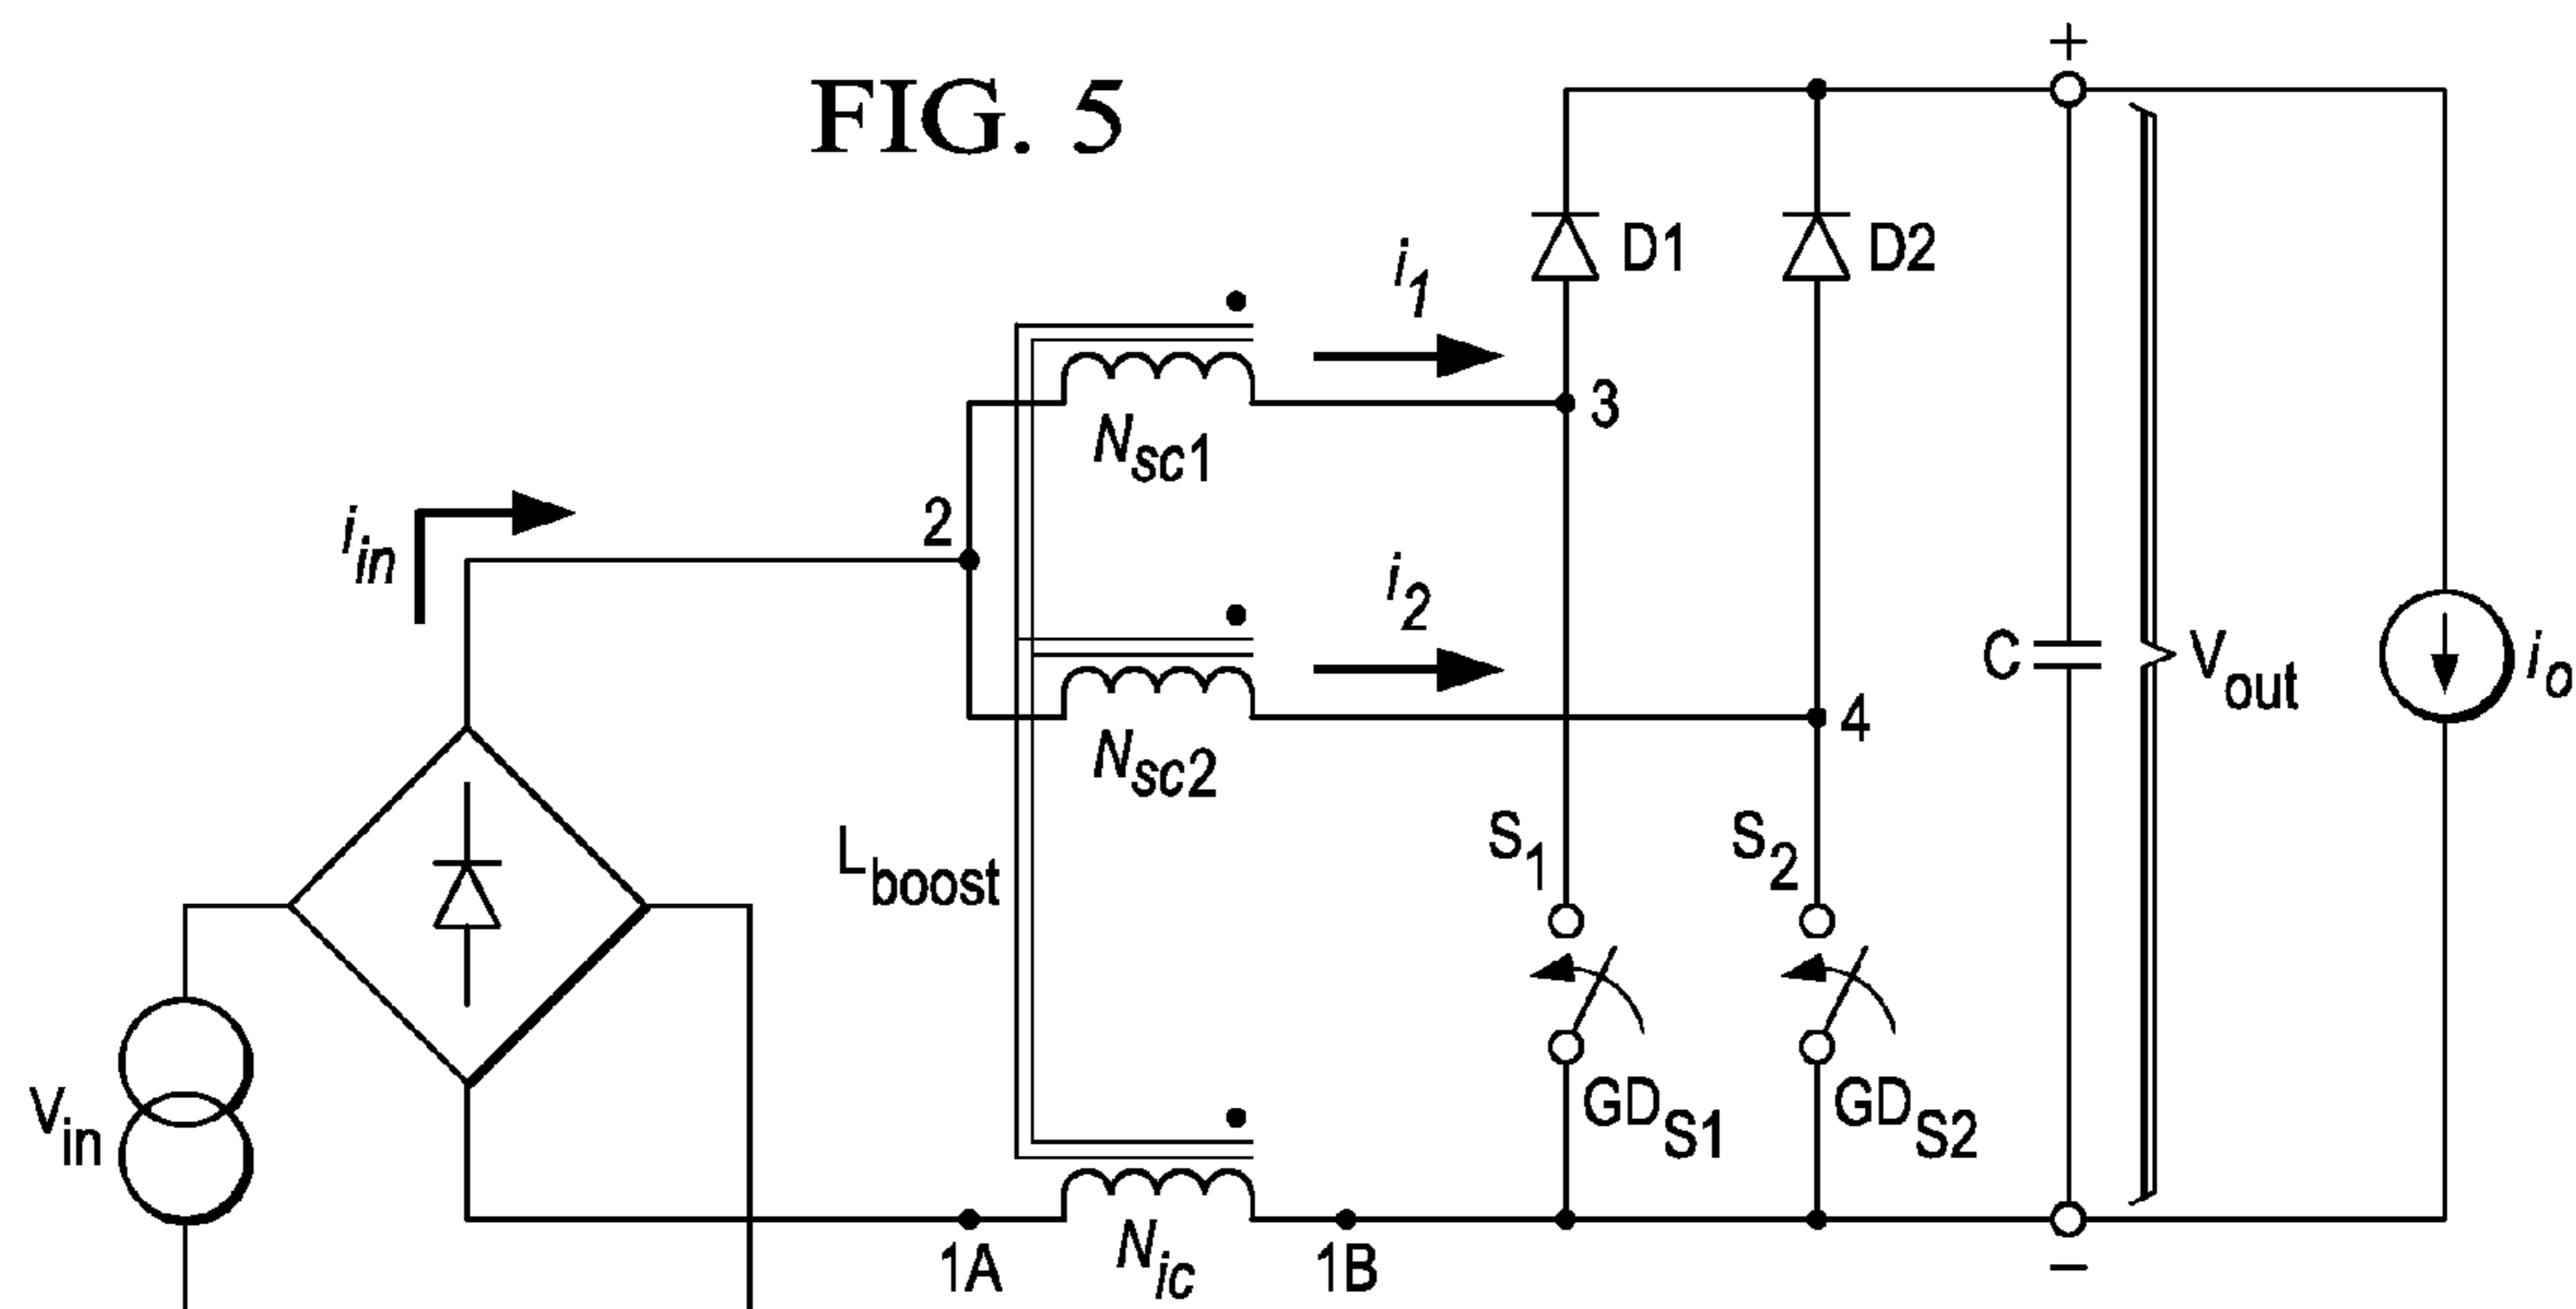 FIG. 5
+
D1
D2
i1
3
Nsc1
2
iin
i2
C
Vout
io
4
Nsc2
Lboost
S1
S2
Vin
GDS1
GDS2
1A
Nic
1B
−